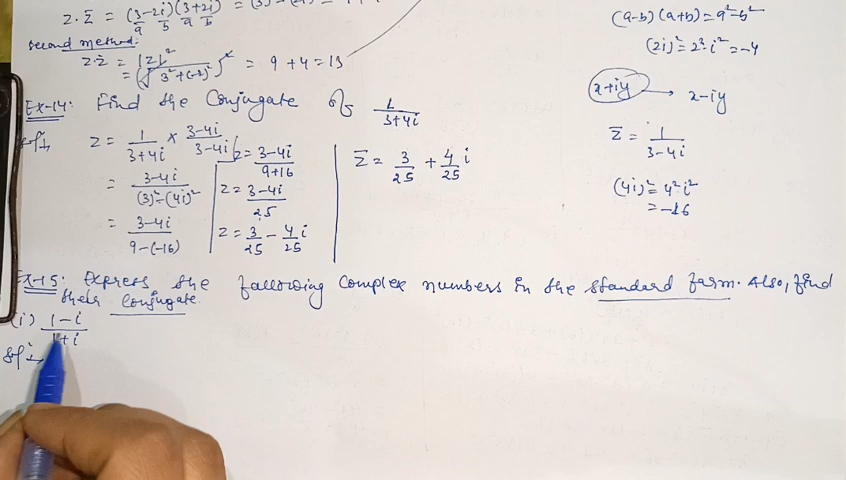 z·z̄ = (3-2i)(3+2i)
a b a b
Second method:
z·z̄ = |z|²
= (√3²+(-2)²)² = 9+4=13
Ex-14: Find the Conjugate of 1/3+4i
Sol:
z = 1/3+4i × 3-4i/3-4i
= 3-4i/(3)²-(4i)²
= 3-4i/9-(-16)
z = 3-4i/9+16
z = 3-4i/25
z = 3/25 - 4/25 i
z̄ = 3/25 + 4/25 i
(a-b)(a+b)=a²-b²
(2i)²=2²·i²=-4
x+iy → x-iy
z̄ = 1/3-4i
(4i)²=4²i²
=-16
Ex-15: Express the following Complex numbers in the standard form. Also, find
their Conjugate.
(i) 1-i/1+i
Sol: